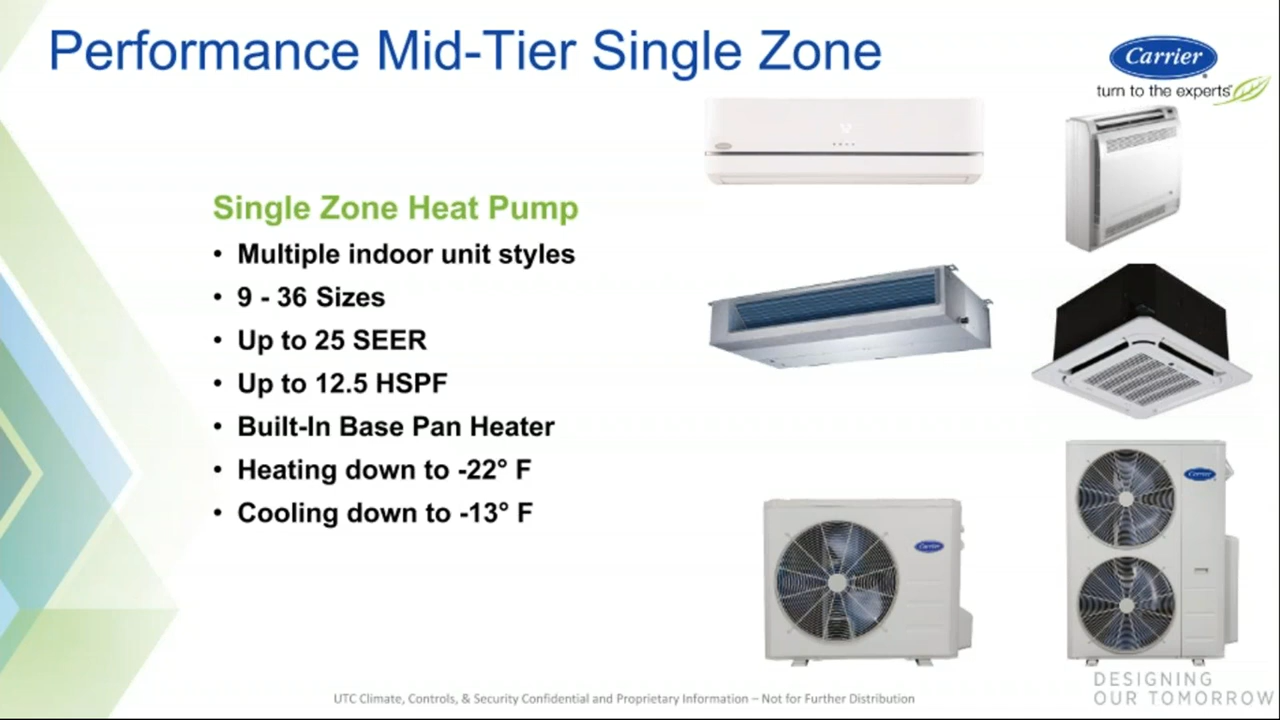 Performance Mid-Tier Single Zone
Carrier
turn to the experts
Single Zone Heat Pump
• Multiple indoor unit styles
• 9 - 36 Sizes
• Up to 25 SEER
• Up to 12.5 HSPF
• Built-In Base Pan Heater
• Heating down to -22° F
• Cooling down to -13° F
Carrier
Carrier
UTC Climate, Controls, & Security Confidential and Proprietary Information – Not for Further Distribution
DESIGNING
OUR TOMORROW